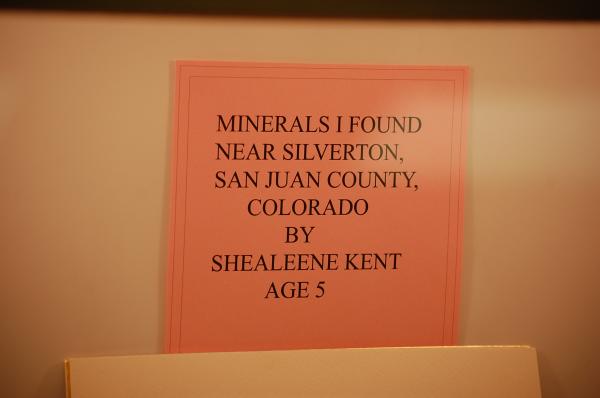 MINERALS I FOUND
NEAR SILVERTON,
SAN JUAN COUNTY,
COLORADO
BY
SHEALEENE KENT
AGE 5